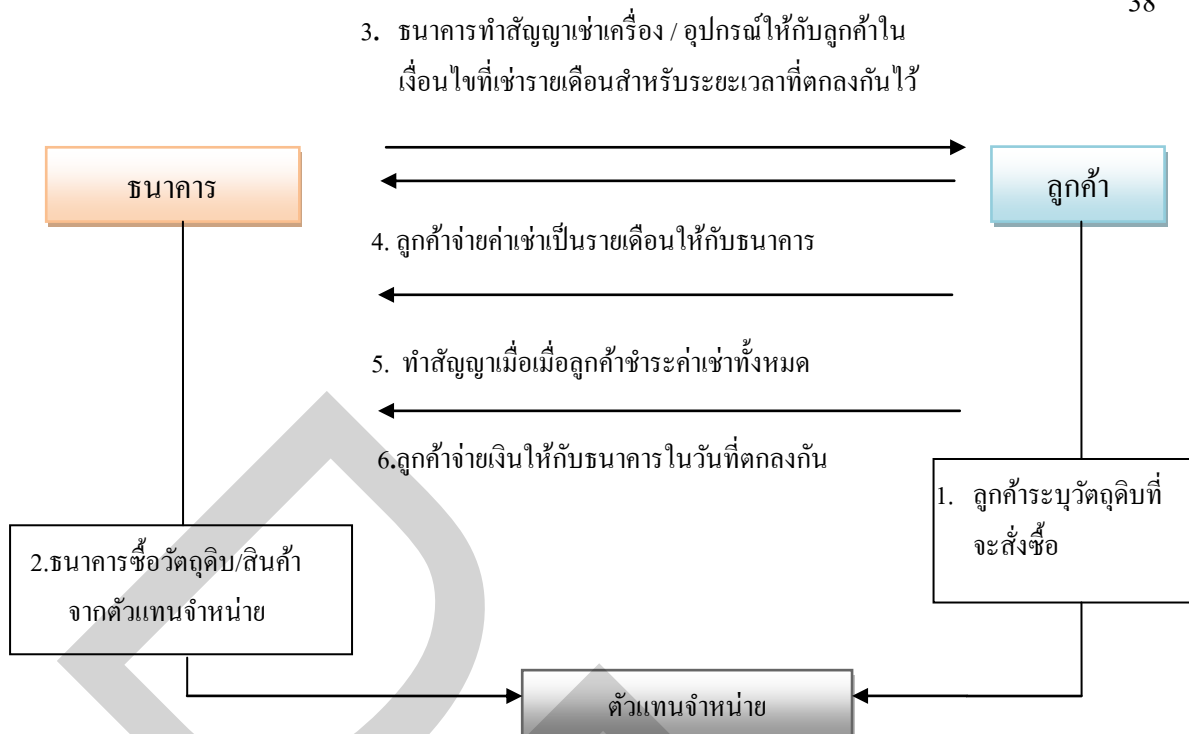 38
3. ธนาคารทำสัญญาเช่าเครื่อง / อุปกรณ์ให้กับลูกค้าใน
เงื่อนไขที่เช่ารายเดือนสำหรับระยะเวลาที่ตกลงกันไว้
ธนาคาร
ลูกค้า
4. ลูกค้าจ่ายค่าเช่าเป็นรายเดือนให้กับธนาคาร
5. ทำสัญญาเมื่อเมื่อลูกค้าชำระค่าเช่าทั้งหมด
6.ลูกค้าจ่ายเงินให้กับธนาคารในวันที่ตกลงกัน
1. ลูกค้าระบุวัตถุดิบที่
จะสั่งซื้อ
2.ธนาคารซื้อวัตถุดิบ/สินค้า
จากตัวแทนจำหน่าย
ตัวแทนจำหน่าย